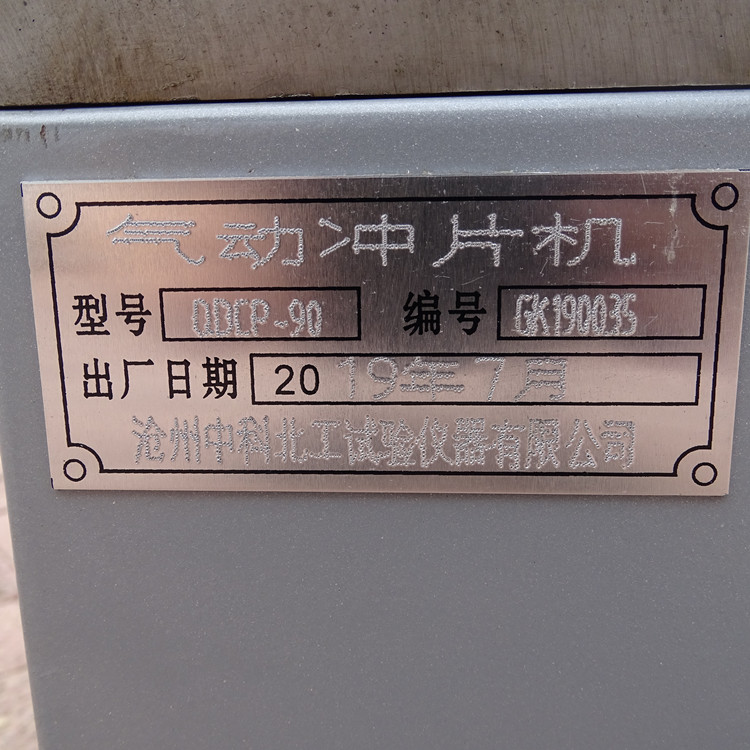 气动冲片机
型号 QDCP-90 编号 GK190035
出厂日期 2019年7月
沧州中科北工试验仪器有限公司